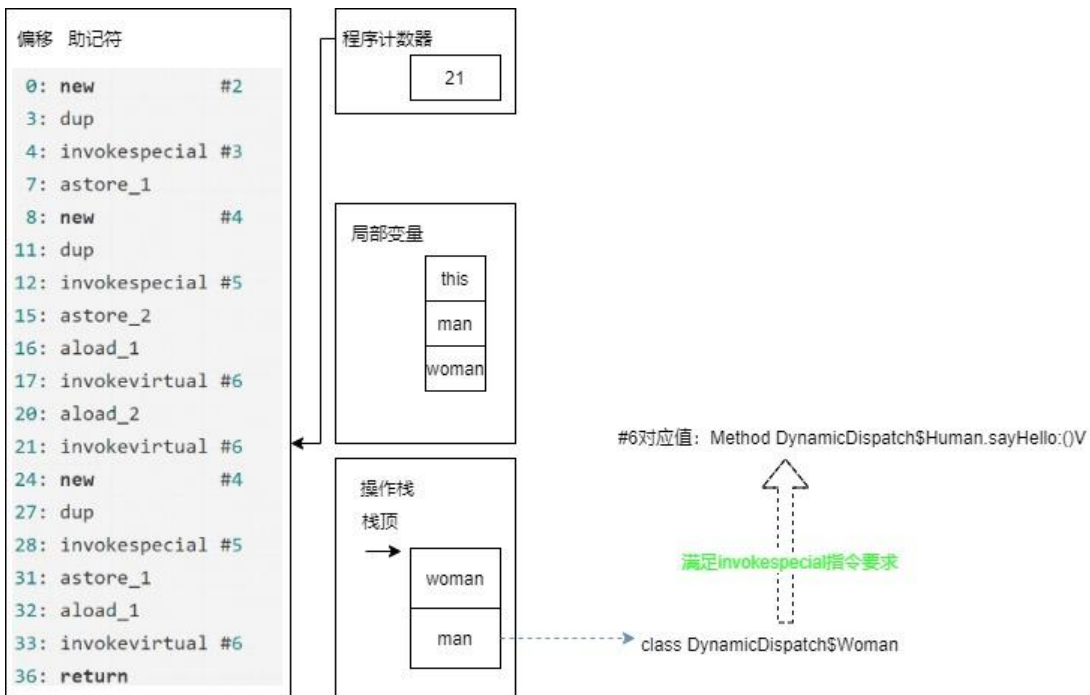 偏移 助记符
0: new #2
3: dup
4: invokespecial #3
7: astore_1
8: new #4
11: dup
12: invokespecial #5
15: astore_2
16: aload_1
17: invokevirtual #6
20: aload_2
21: invokevirtual #6
24: new #4
27: dup
28: invokespecial #5
31: astore_1
32: aload_1
33: invokevirtual #6
36: return
程序计数器
21
局部变量
this
man
woman
操作栈
栈顶
woman
man
#6对应值：Method DynamicDispatch$Human.sayHello:()V
满足invokespecial指令要求
class DynamicDispatch$Woman